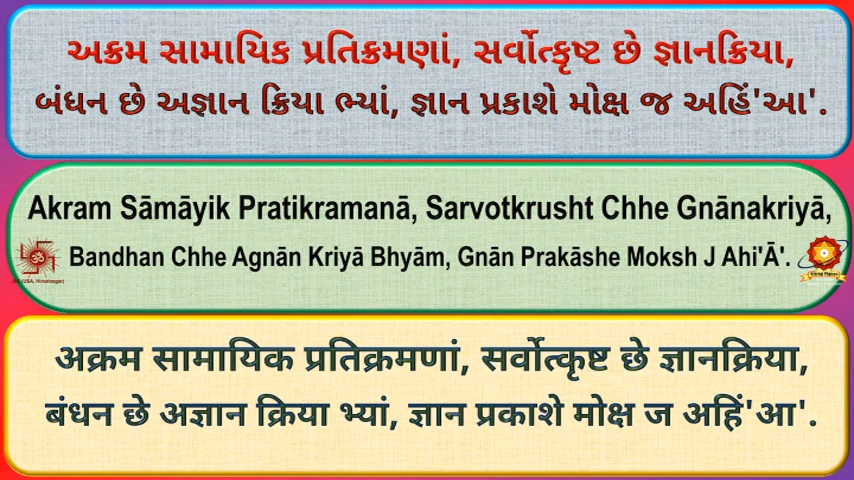 અક્રમ સામાયિક પ્રતિક્રમણાં, સર્વોત્કૃષ્ટ છે જ્ઞાનક્રિયા,
બંધન છે અજ્ઞાન ક્રિયા ભ્યાં, જ્ઞાન પ્રકાશે મોક્ષ જ અહિં'આ'.
Akram Sāmāyik Pratikramanā, Sarvotkrusht Chhe Gnānakriyā,
Bandhan Chhe Agnān Kriyā Bhyām, Gnān Prakāshe Moksh J Ahi'Ā'.
अक्रम सामायिक प्रतिक्रमणां, सर्वोत्कृष्ट छे ज्ञानक्रिया,
बंधन छे अज्ञान क्रिया भ्यां, ज्ञान प्रकाशे मोक्ष ज अहिं'आ'.